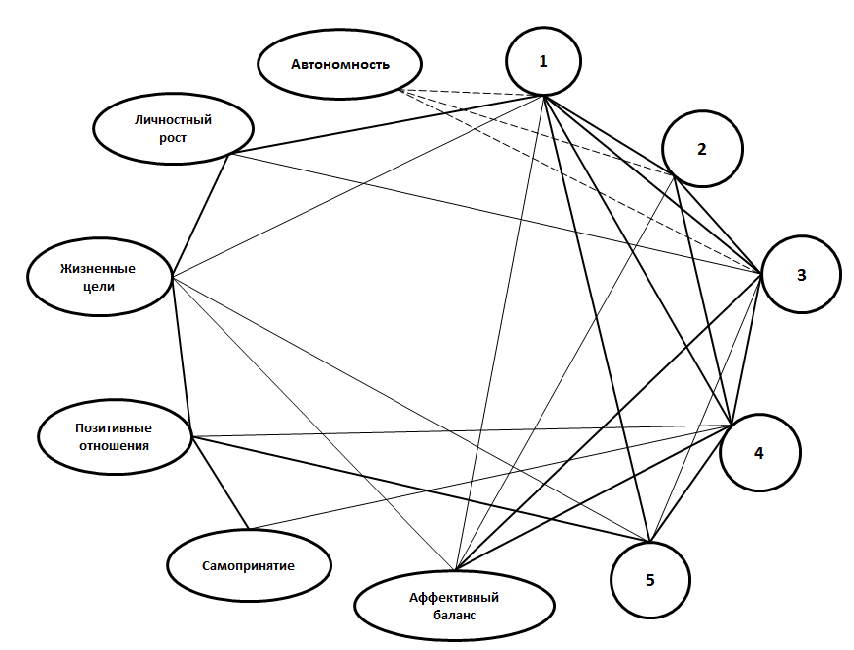 Автономность
1
Личностный
рост
2
Жизненные
цели
3
Позитивные
отношения
4
Самопринятие
5
Аффективный
баланс